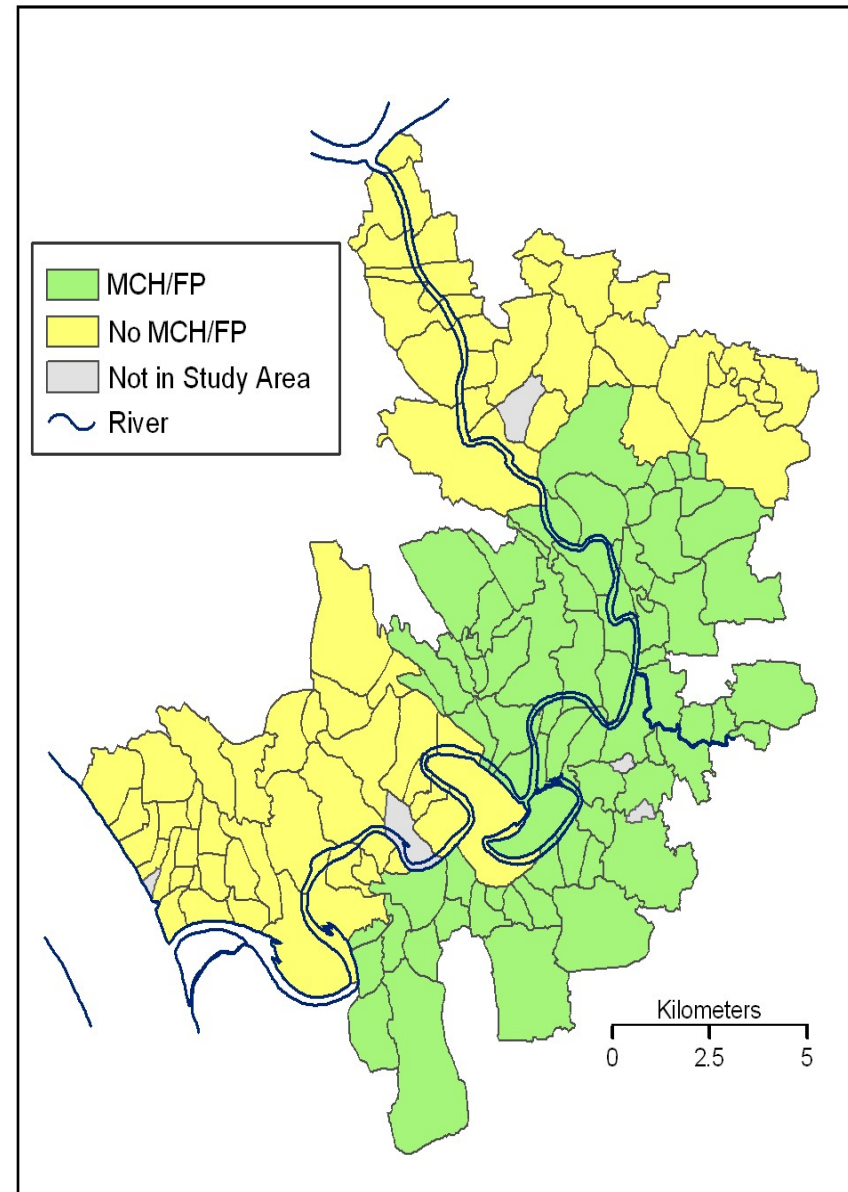 MCH/FP
No MCH/FP
Not in Study Area
River
Kilometers
0 2.5 5